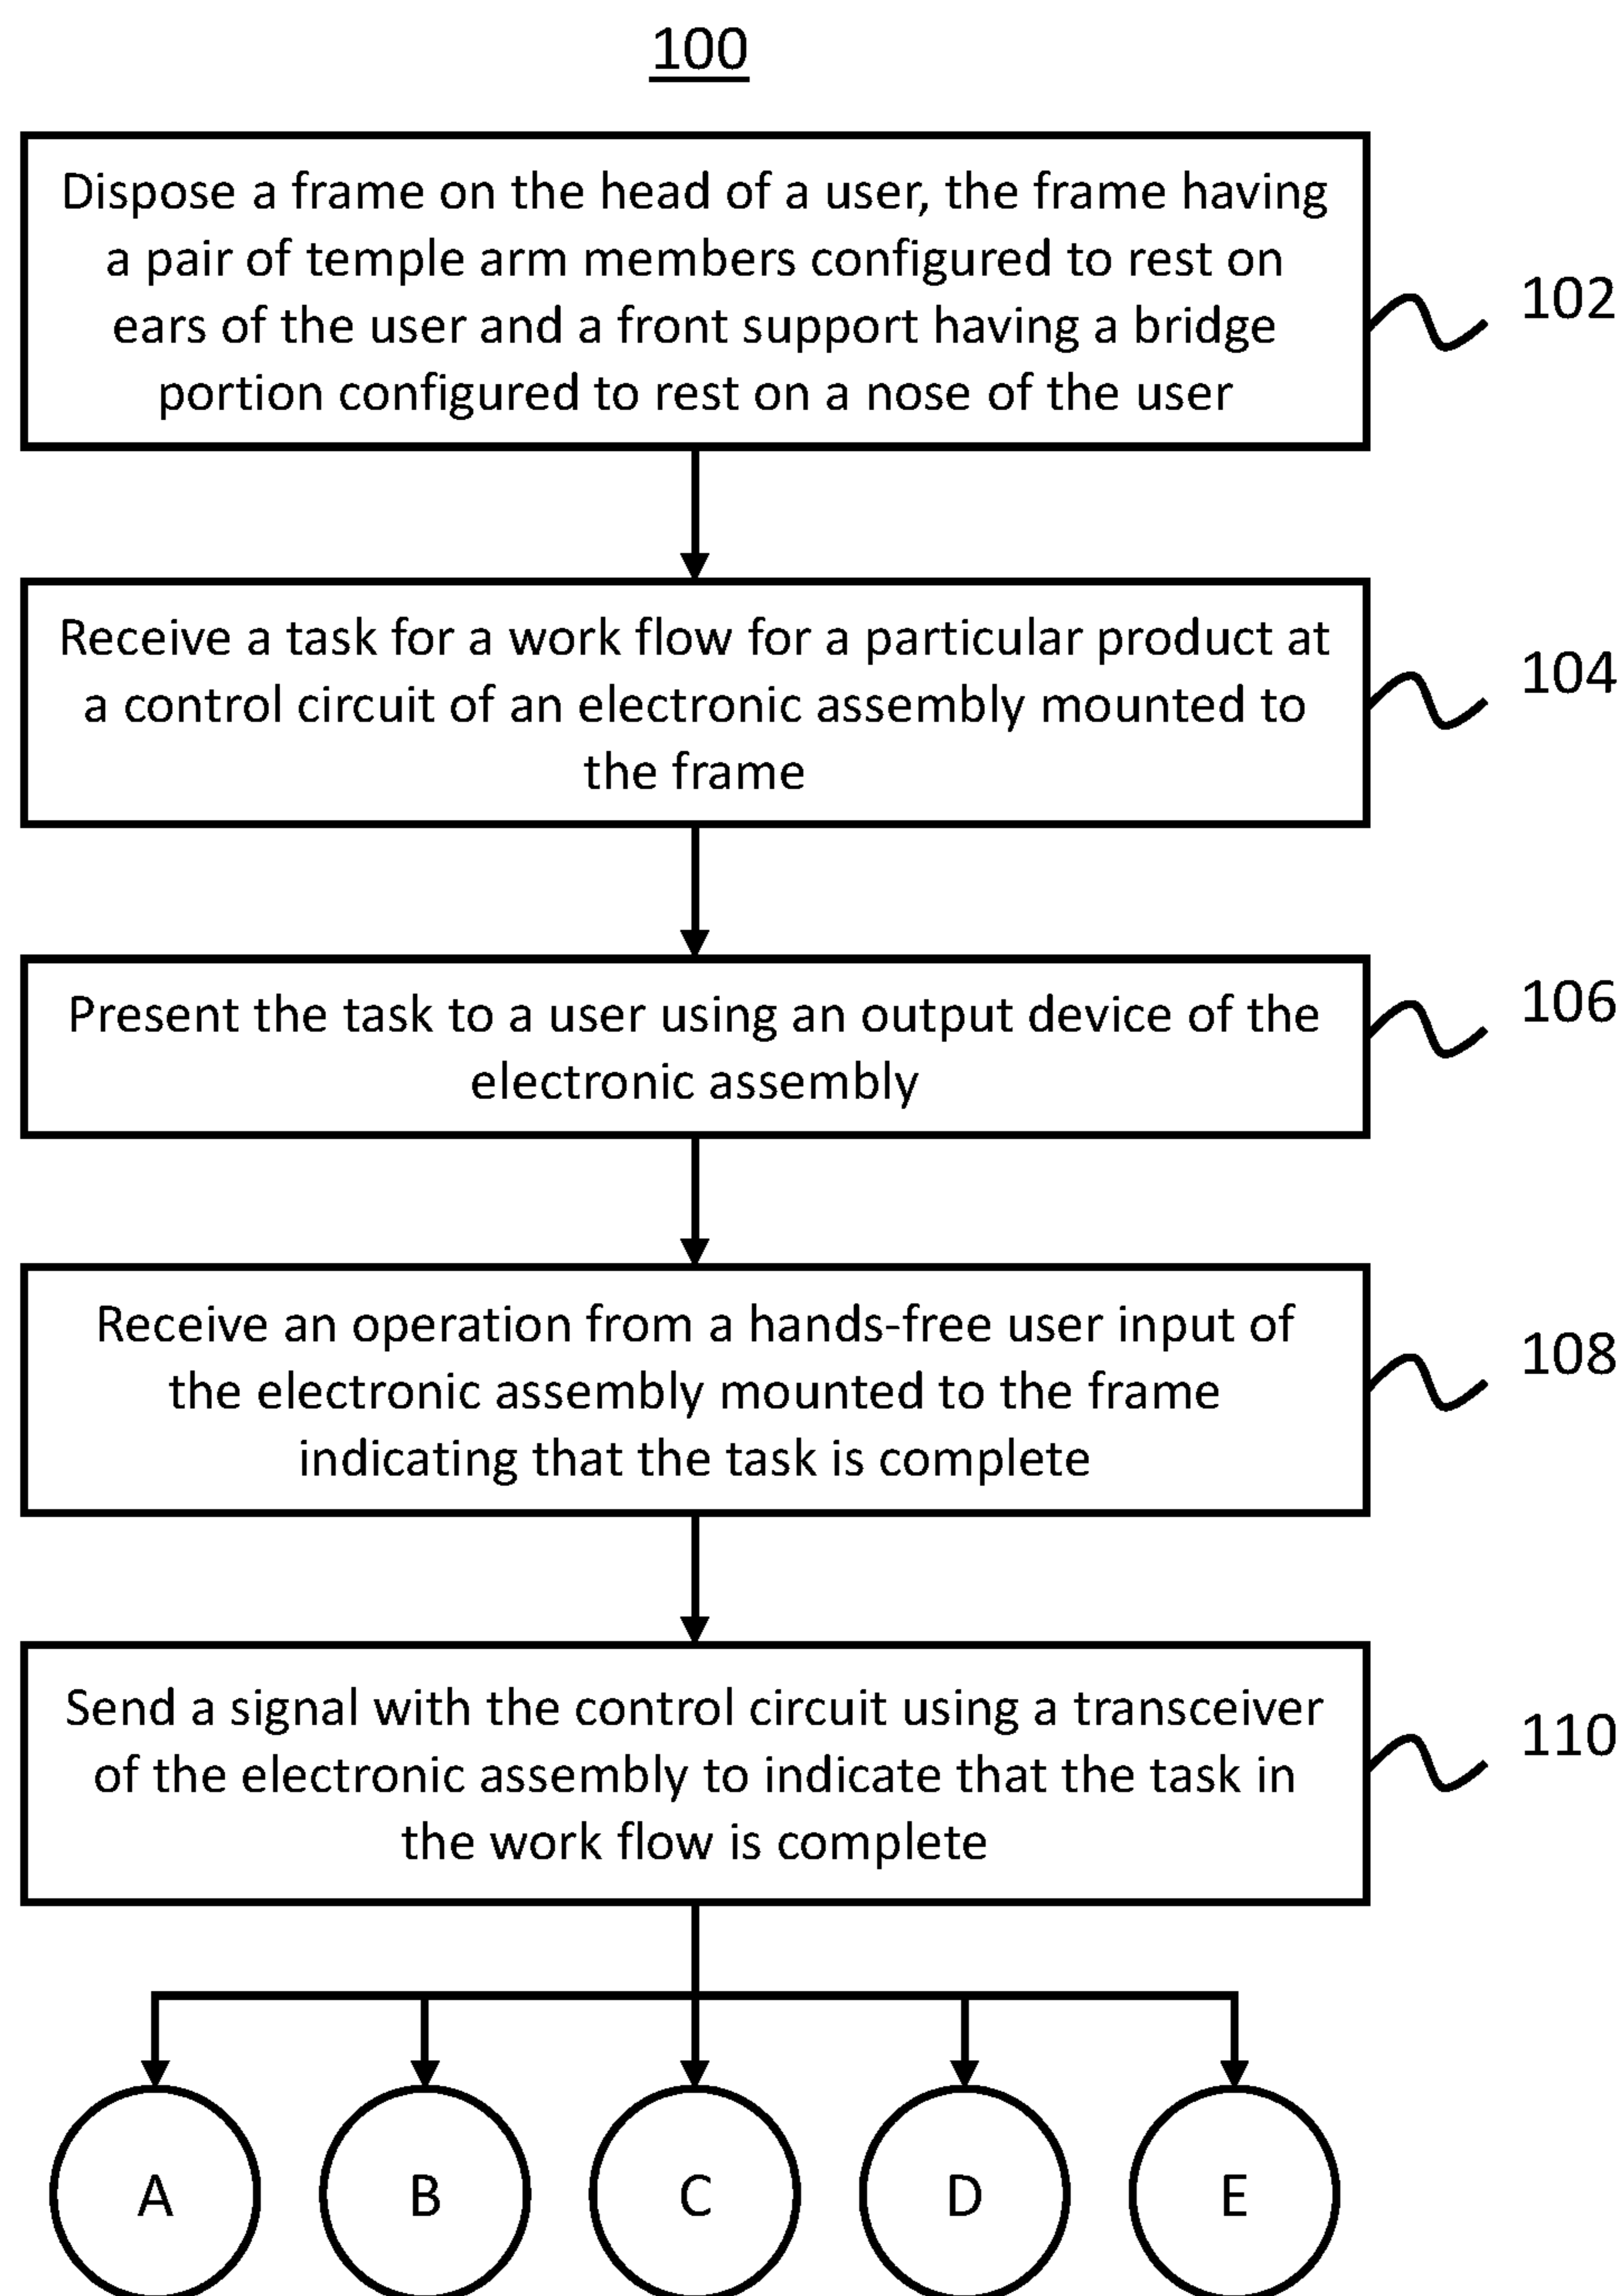 100
Dispose a frame on the head of a user, the frame having
a pair of temple arm members configured to rest on
ears of the user and a front support having a bridge
portion configured to rest on a nose of the user
102
Receive a task for a work flow for a particular product at
a control circuit of an electronic assembly mounted to
the frame
104
Present the task to a user using an output device of the
electronic assembly
106
Receive an operation from a hands-free user input of
the electronic assembly mounted to the frame
indicating that the task is complete
108
Send a signal with the control circuit using a transceiver
of the electronic assembly to indicate that the task in
the work flow is complete
110
A B C D E